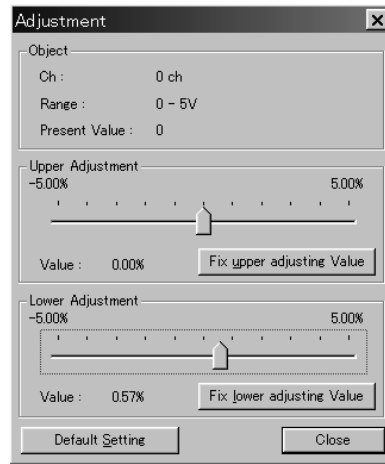 Adjustment
Object
Ch : 0 ch
Range : 0 - 5V
Present Value : 0
Upper Adjustment
-5.00% 5.00%
Value : 0.00% Fix upper adjusting Value
Lower Adjustment
-5.00% 5.00%
Value : 0.57% Fix lower adjusting Value
Default Setting Close